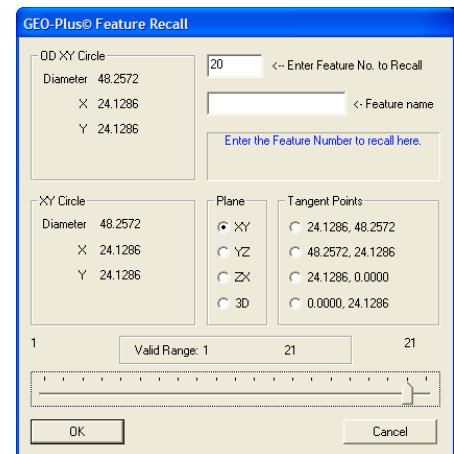 GEO-Plus© Feature Recall
OD XY Circle
Diameter 48.2572
X 24.1286
Y 24.1286
20 <-- Enter Feature No. to Recall
<- Feature name
Enter the Feature Number to recall here.
XY Circle
Diameter 48.2572
X 24.1286
Y 24.1286
Plane
XY
YZ
ZX
3D
Tangent Points
24.1286, 48.2572
48.2572, 24.1286
24.1286, 0.0000
0.0000, 24.1286
1 Valid Range: 1 21 21
OK Cancel